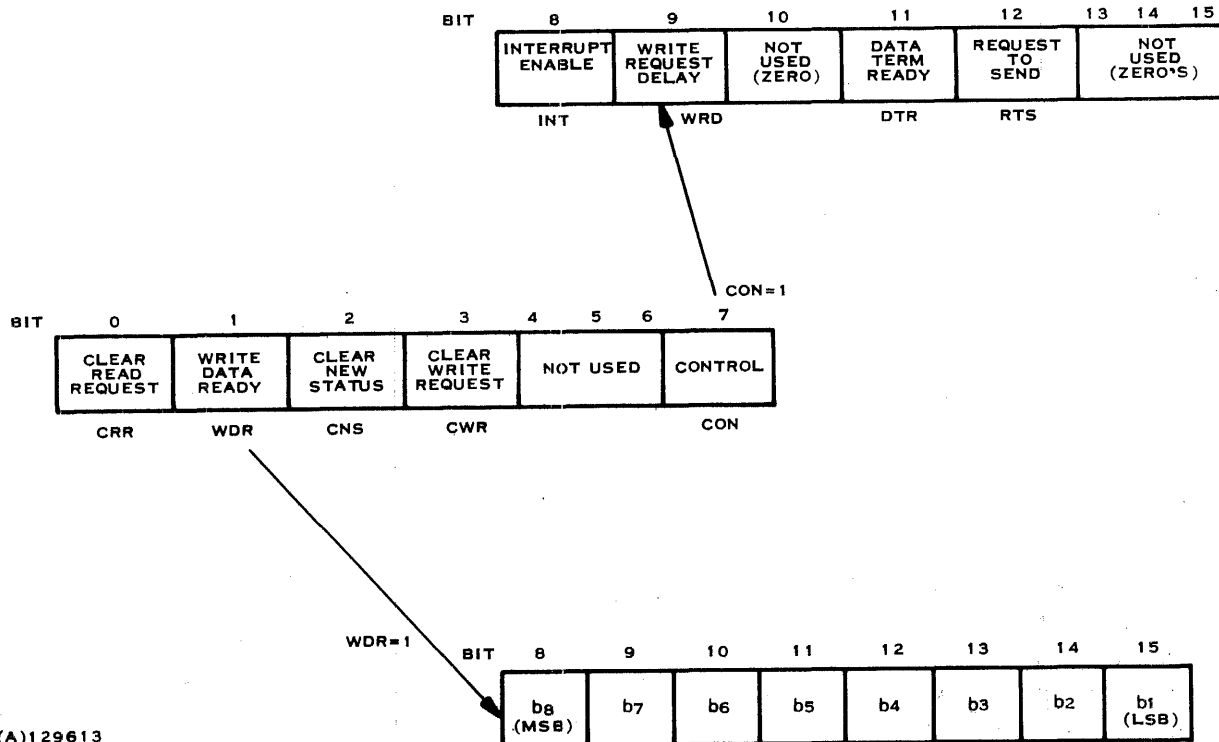 BIT 8 9 10 11 12 13 14 15
INTERRUPT ENABLE
WRITE REQUEST DELAY
NOT USED (ZERO)
DATA TERM READY
REQUEST TO SEND
NOT USED (ZERO'S)
INT WRD DTR RTS
CON=1
BIT 0 1 2 3 4 5 6 7
CLEAR READ REQUEST
WRITE DATA READY
CLEAR NEW STATUS
CLEAR WRITE REQUEST
NOT USED
CONTROL
CRR WDR CNS CWR CON
WDR=1
BIT 8 9 10 11 12 13 14 15
b8 (MSB)
b7
b6
b5
b4
b3
b2
b1 (LSB)
(A)129613